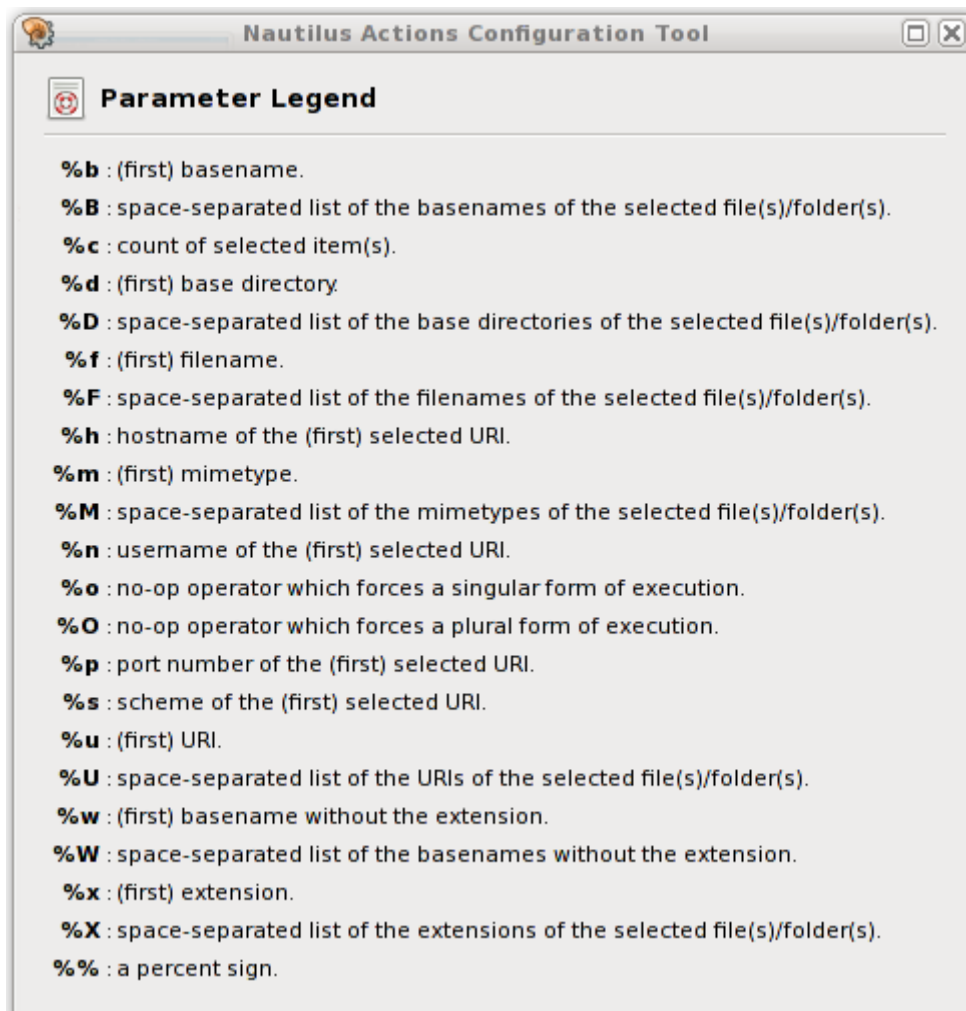 Nautilus Actions Configuration Tool
Parameter Legend
%b : (first) basename.
%B : space-separated list of the basenames of the selected file(s)/folder(s).
%c : count of selected item(s).
%d : (first) base directory.
%D : space-separated list of the base directories of the selected file(s)/folder(s).
%f : (first) filename.
%F : space-separated list of the filenames of the selected file(s)/folder(s).
%h : hostname of the (first) selected URI.
%m : (first) mimetype.
%M : space-separated list of the mimetypes of the selected file(s)/folder(s).
%n : username of the (first) selected URI.
%o : no-op operator which forces a singular form of execution.
%O : no-op operator which forces a plural form of execution.
%p : port number of the (first) selected URI.
%s : scheme of the (first) selected URI.
%u : (first) URI.
%U : space-separated list of the URIs of the selected file(s)/folder(s).
%w : (first) basename without the extension.
%W : space-separated list of the basenames without the extension.
%x : (first) extension.
%X : space-separated list of the extensions of the selected file(s)/folder(s).
%% : a percent sign.